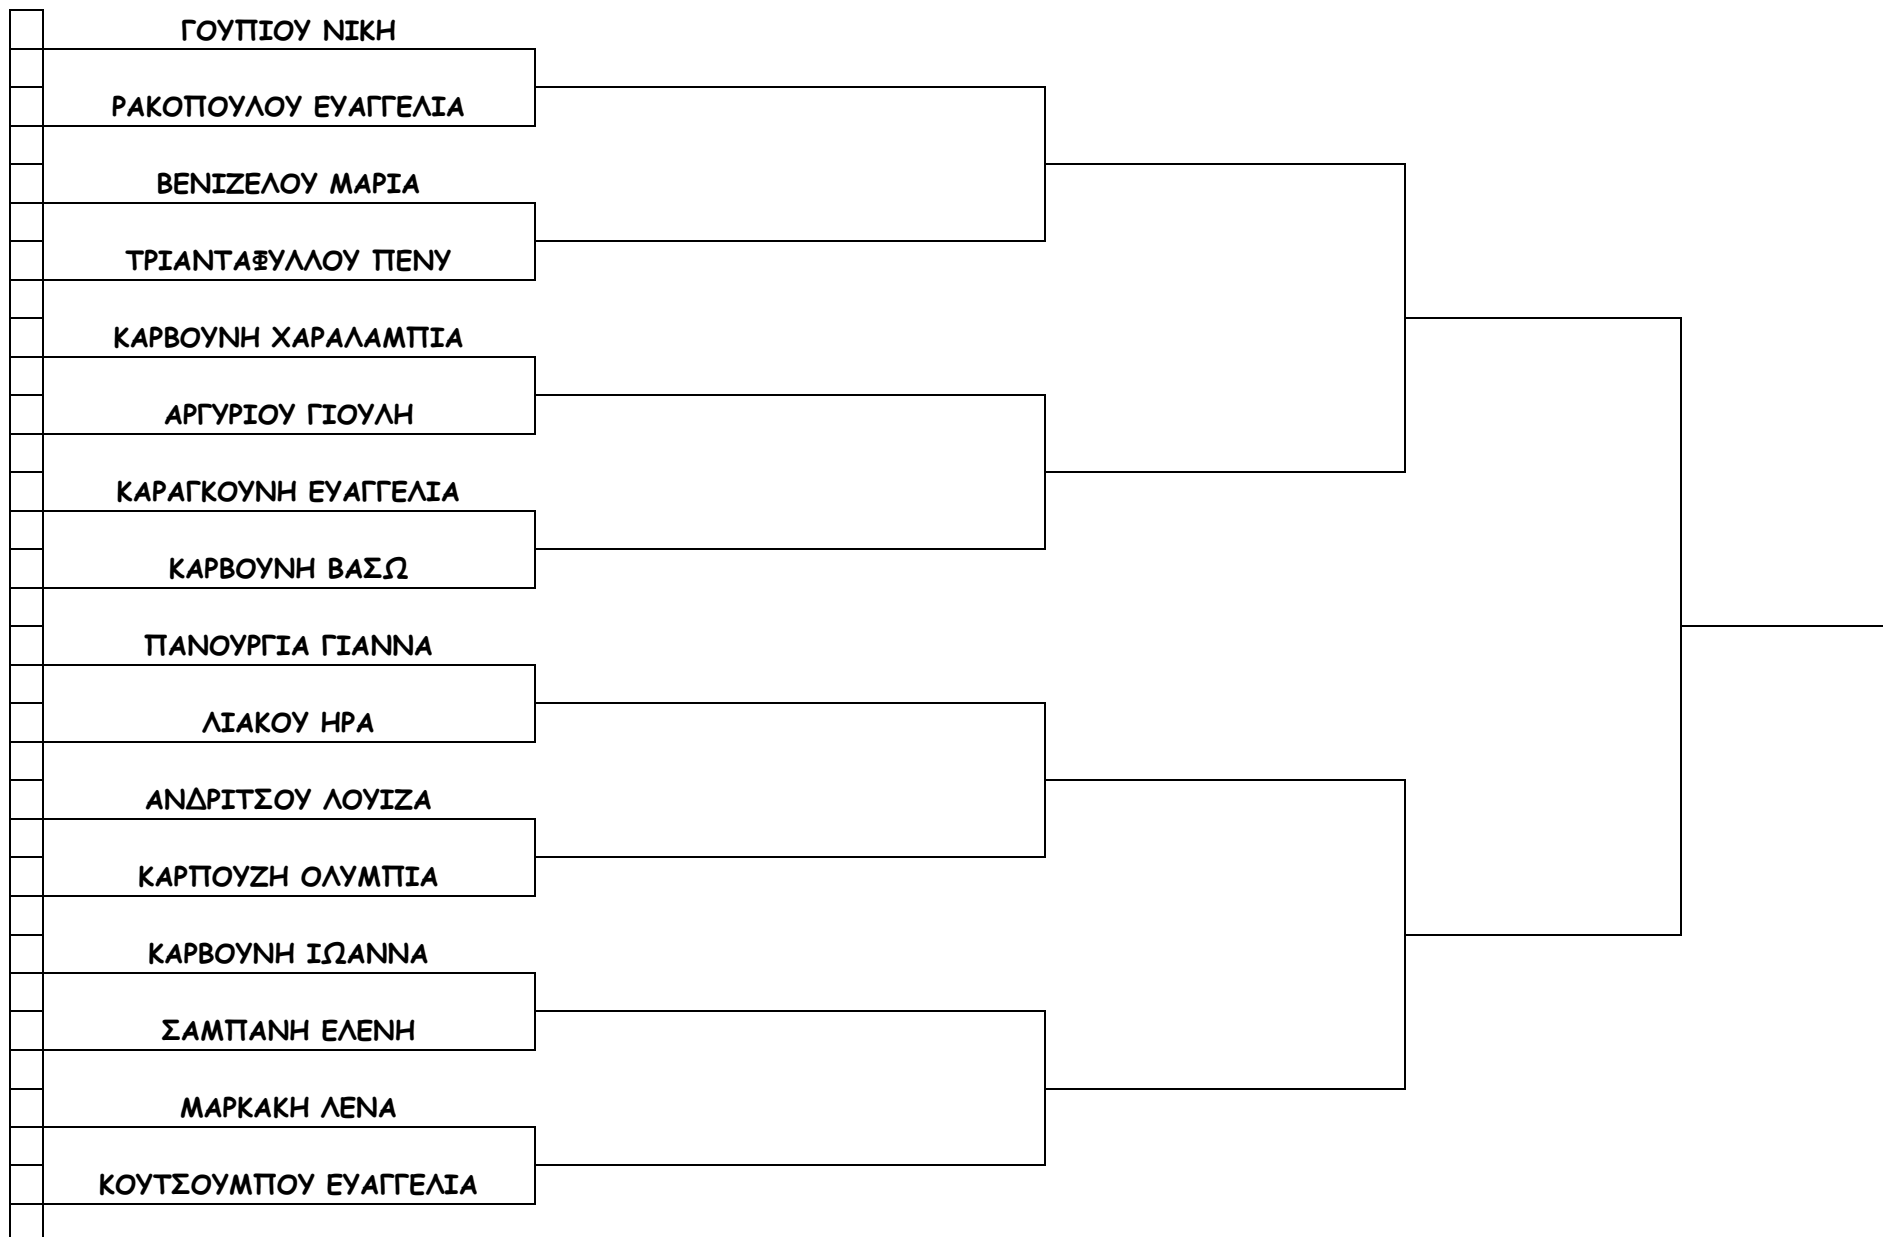 ΓΟΥΠΙΟΥ ΝΙΚΗ
ΡΑΚΟΠΟΥΛΟΥ ΕΥΑΓΓΕΛΙΑ
ΒΕΝΙΖΕΛΟΥ ΜΑΡΙΑ
ΤΡΙΑΝΤΑΦΥΛΛΟΥ ΠΕΝΥ
ΚΑΡΒΟΥΝΗ ΧΑΡΑΛΑΜΠΙΑ
ΑΡΓΥΡΙΟΥ ΓΙΟΥΛΗ
ΚΑΡΑΓΚΟΥΝΗ ΕΥΑΓΓΕΛΙΑ
ΚΑΡΒΟΥΝΗ ΒΑΣΩ
ΠΑΝΟΥΡΓΙΑ ΓΙΑΝΝΑ
ΛΙΑΚΟΥ ΗΡΑ
ΑΝΔΡΙΤΣΟΥ ΛΟΥΙΖΑ
ΚΑΡΠΟΥΖΗ ΟΛΥΜΠΙΑ
ΚΑΡΒΟΥΝΗ ΙΩΑΝΝΑ
ΣΑΜΠΑΝΗ ΕΛΕΝΗ
ΜΑΡΚΑΚΗ ΛΕΝΑ
ΚΟΥΤΣΟΥΜΠΟΥ ΕΥΑΓΓΕΛΙΑ